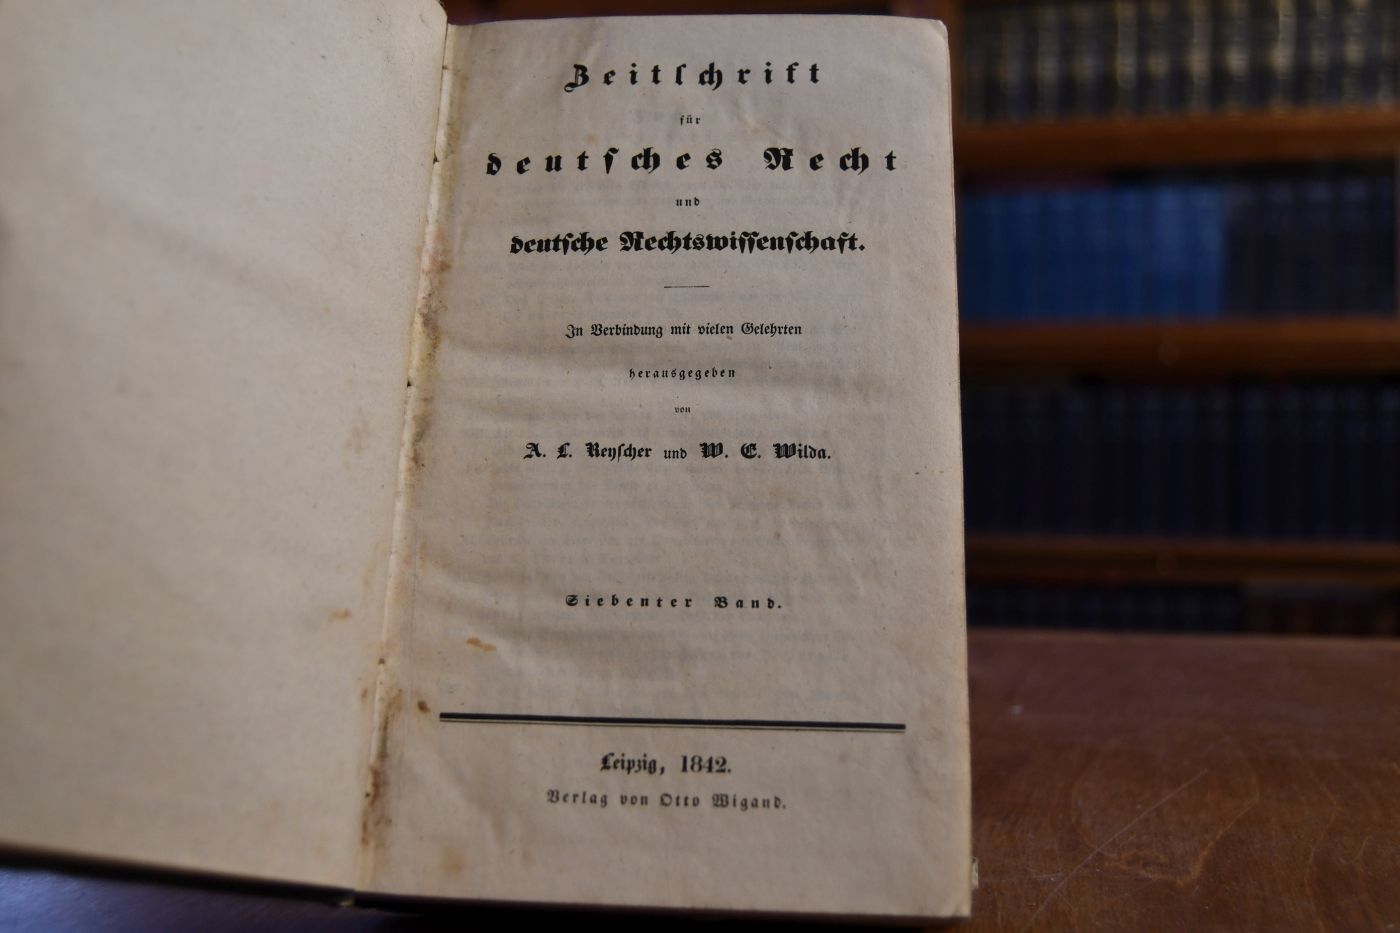 Zeitſchrift
für
deutſches Recht
und
deutſche Rechtswiſſenſchaft.
In Verbindung mit vielen Gelehrten
herausgegeben
von
A. L. Reyſcher und W. E. Wilda.
Siebenter Band.
Leipzig, 1842.
Verlag von Otto Wigand.